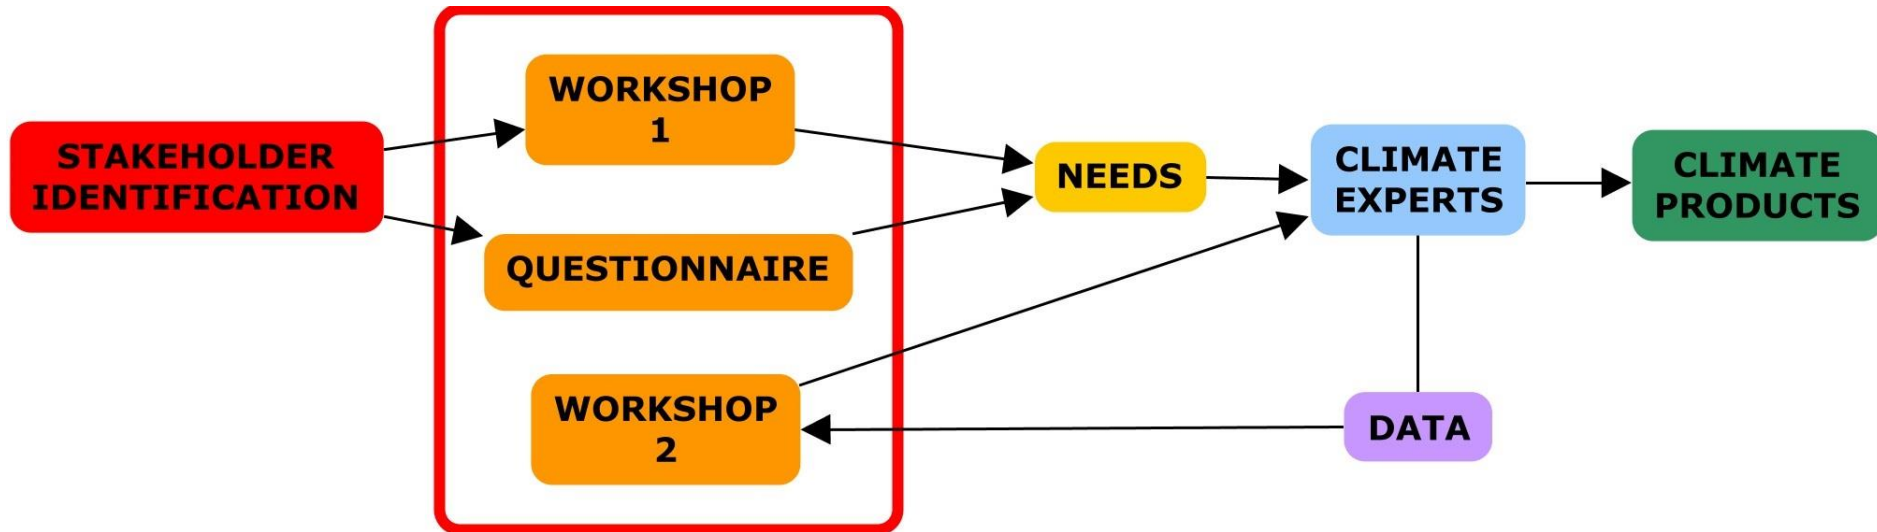 STAKEHOLDER
IDENTIFICATION
WORKSHOP
1
QUESTIONNAIRE
WORKSHOP
2
NEEDS
CLIMATE
EXPERTS
DATA
CLIMATE
PRODUCTS